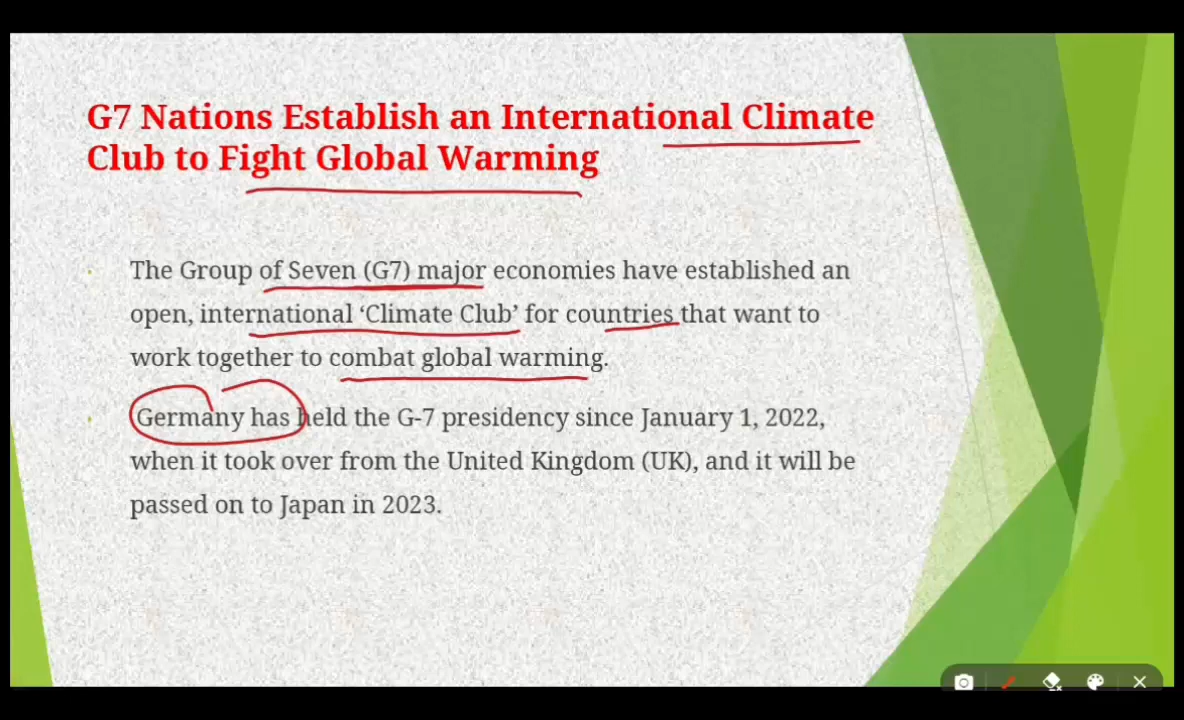 G7 Nations Establish an International Climate
Club to Fight Global Warming
The Group of Seven (G7) major economies have established an
open, international ‘Climate Club’ for countries that want to
work together to combat global warming.
Germany has held the G-7 presidency since January 1, 2022,
when it took over from the United Kingdom (UK), and it will be
passed on to Japan in 2023.